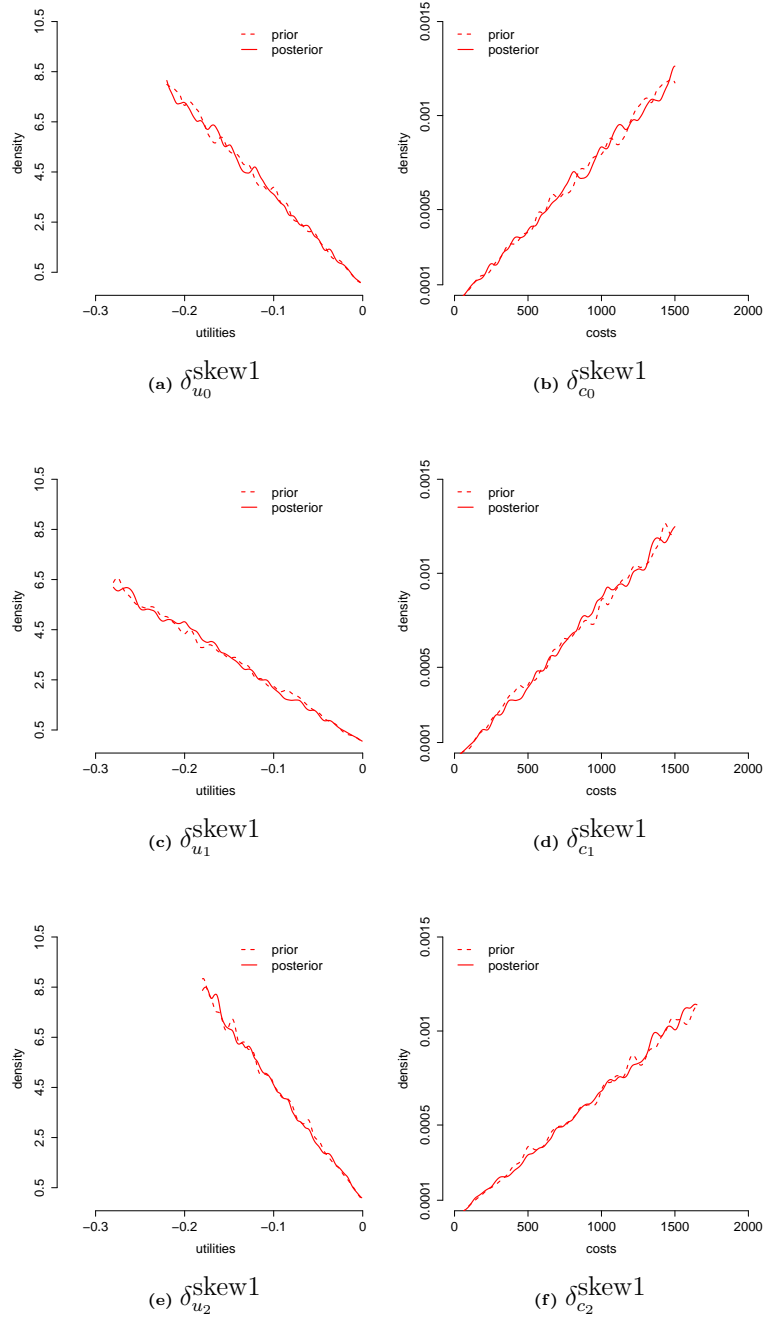 10.5
8.5
6.5
4.5
2.5
0.5
density
prior
posterior
−0.3 −0.2 −0.1 0
utilities
(a) δ_{u_0}^{skew1}
0.0015
0.001
0.0005
0.0001
density
prior
posterior
0 500 1000 1500 2000
costs
(b) δ_{c_0}^{skew1}
10.5
8.5
6.5
4.5
2.5
0.5
density
prior
posterior
−0.3 −0.2 −0.1 0
utilities
(c) δ_{u_1}^{skew1}
0.0015
0.001
0.0005
0.0001
density
prior
posterior
0 500 1000 1500 2000
costs
(d) δ_{c_1}^{skew1}
10.5
8.5
6.5
4.5
2.5
0.5
density
prior
posterior
−0.3 −0.2 −0.1 0
utilities
(e) δ_{u_2}^{skew1}
0.0015
0.001
0.0005
0.0001
density
prior
posterior
0 500 1000 1500 2000
costs
(f) δ_{c_2}^{skew1}